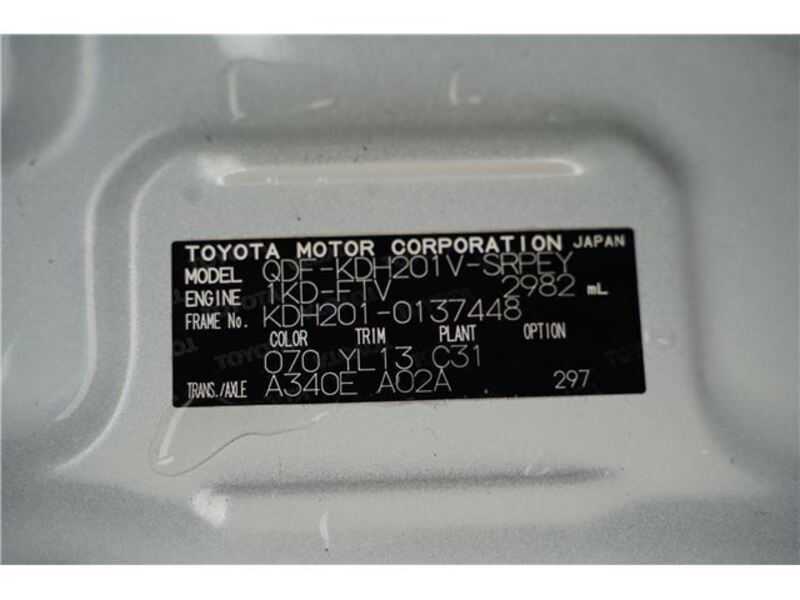 TOYOTA MOTOR CORPORATION JAPAN
MODEL QDF-KDH201V-SRPEY
ENGINE 1KD-FTV 2982 mL
FRAME No. KDH201-0137448
COLOR TRIM PLANT OPTION
070 YL13 C31
TRANS./AXLE A340E A02A 297